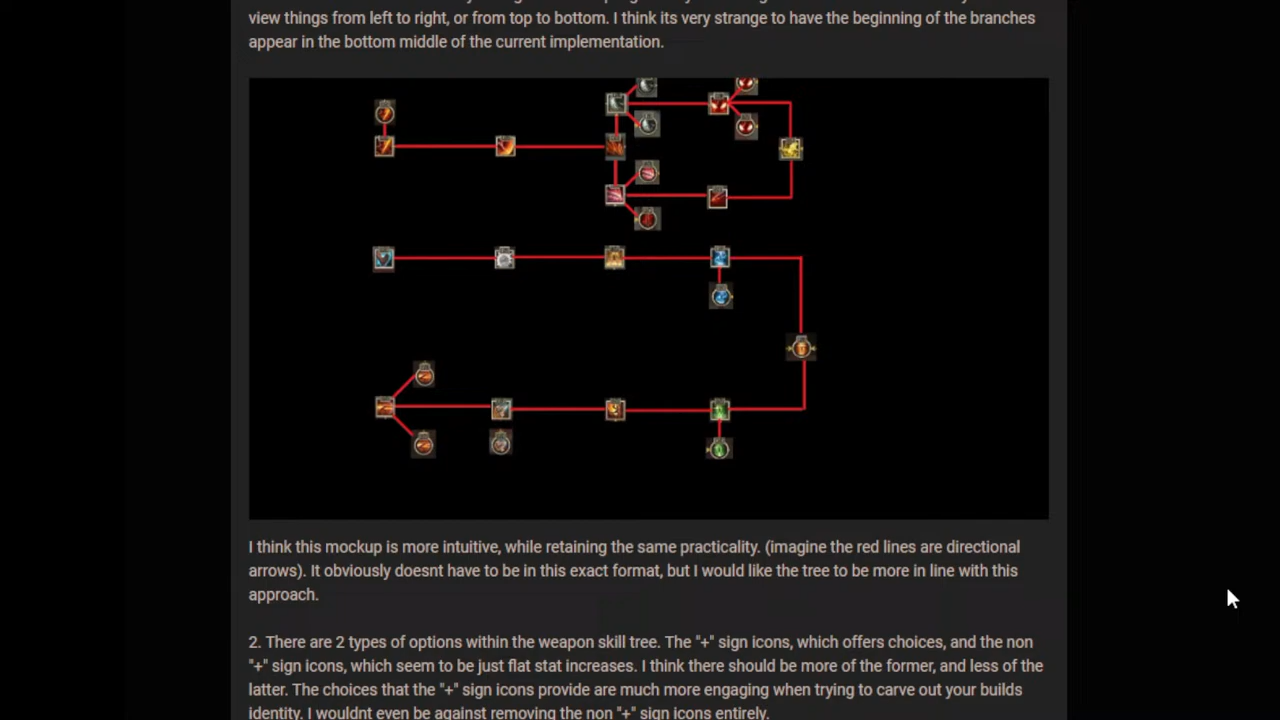 view things from left to right, or from top to bottom. I think its very strange to have the beginning of the branches
appear in the bottom middle of the current implementation.
I think this mockup is more intuitive, while retaining the same practicality. (imagine the red lines are directional
arrows). It obviously doesnt have to be in this exact format, but I would like the tree to be more in line with this
approach.
2. There are 2 types of options within the weapon skill tree. The "+" sign icons, which offers choices, and the non
"+" sign icons, which seem to be just flat stat increases. I think there should be more of the former, and less of the
latter. The choices that the "+" sign icons provide are much more engaging when trying to carve out your builds
identity. I wouldnt even be against removing the non "+" sign icons entirely.